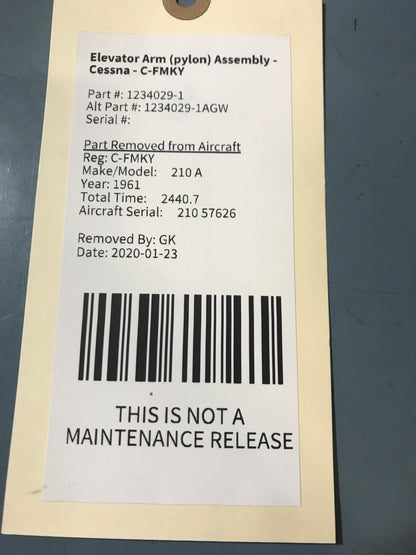 Elevator Arm (pylon) Assembly -
Cessna - C-FMKY
Part #: 1234029-1
Alt Part #: 1234029-1AGW
Serial #:
Part Removed from Aircraft
Reg: C-FMKY
Make/Model: 210 A
Year: 1961
Total Time: 2440.7
Aircraft Serial: 210 57626
Removed By: GK
Date: 2020-01-23
THIS IS NOT A
MAINTENANCE RELEASE